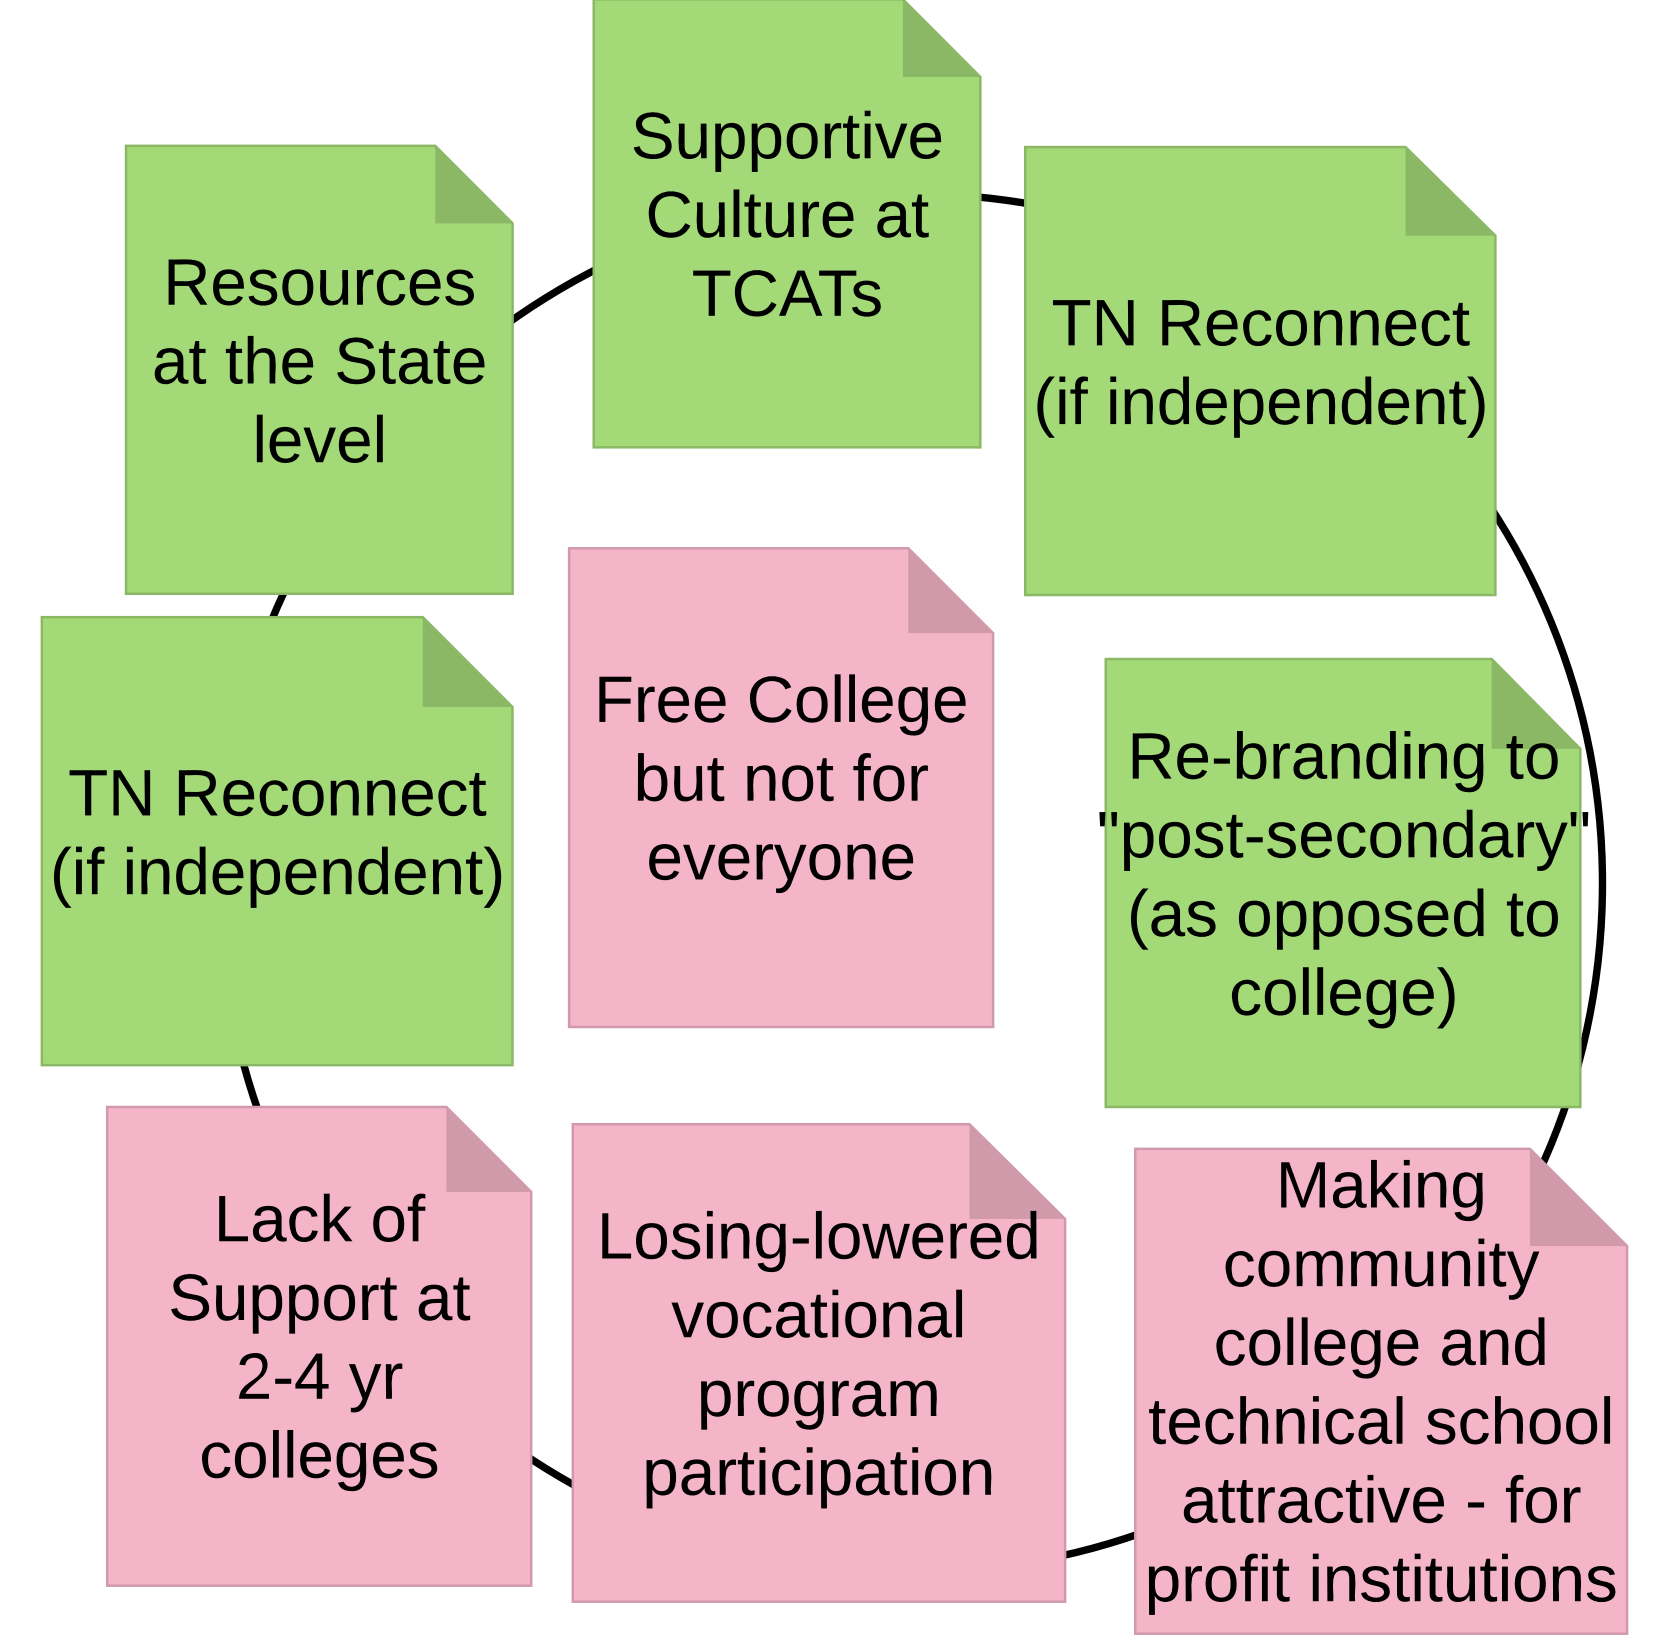 Supportive
Culture at
TCATs
Resources
at the State
level
TN Reconnect
(if independent)
TN Reconnect
(if independent)
Free College
but not for
everyone
Re-branding to
"post-secondary"
(as opposed to
college)
Lack of
Support at
2-4 yr
colleges
Losing-lowered
vocational
program
participation
Making
community
college and
technical school
attractive - for
profit institutions